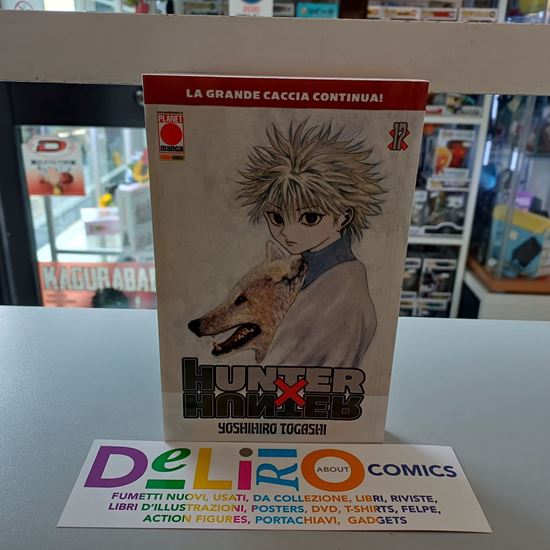 LA GRANDE CACCIA CONTINUA!
PLANET
manga
12
KAGURABA
HUNTER
×
HUNTER
YOSHIHIRO TOGASHI
DeLiRiO
ABOUT
COMICS
FUMETTI NUOVI, USATI, DA COLLEZIONE, LIBRI, RIVISTE,
LIBRI D'ILLUSTRAZIONI, POSTERS, DVD, T-SHIRTS, FELPE,
ACTION FIGURES, PORTACHIAVI, GADGETS